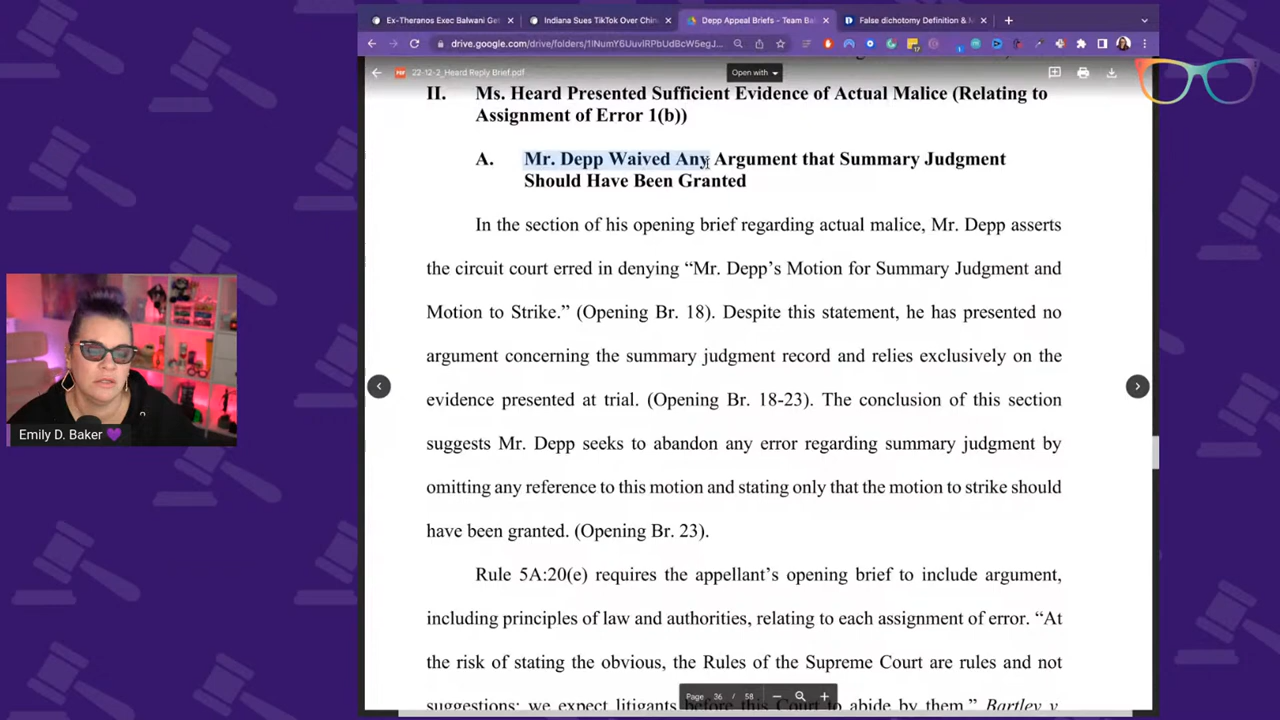 Ex-Theranos Exec Balwani Ge
Indiana Sues TikTok Over Chin
Depp Appeal Briefs - Team Ba
False dichotomy Definition & M
drive.google.com/drive/folders/1INumY6UuvlRPbUdBcW5egJ...
22-12-2_Heard Reply Brief.pdf
Open with
II. Ms. Heard Presented Sufficient Evidence of Actual Malice (Relating to
Assignment of Error 1(b))
A. Mr. Depp Waived Any Argument that Summary Judgment
Should Have Been Granted
In the section of his opening brief regarding actual malice, Mr. Depp asserts
the circuit court erred in denying “Mr. Depp’s Motion for Summary Judgment and
Motion to Strike.” (Opening Br. 18). Despite this statement, he has presented no
argument concerning the summary judgment record and relies exclusively on the
evidence presented at trial. (Opening Br. 18-23). The conclusion of this section
suggests Mr. Depp seeks to abandon any error regarding summary judgment by
omitting any reference to this motion and stating only that the motion to strike should
have been granted. (Opening Br. 23).
Rule 5A:20(e) requires the appellant’s opening brief to include argument,
including principles of law and authorities, relating to each assignment of error. “At
the risk of stating the obvious, the Rules of the Supreme Court are rules and not
suggestions; we expect litigants before this Court to abide by them.” Bartley v.
Page 36 / 58
Emily D. Baker